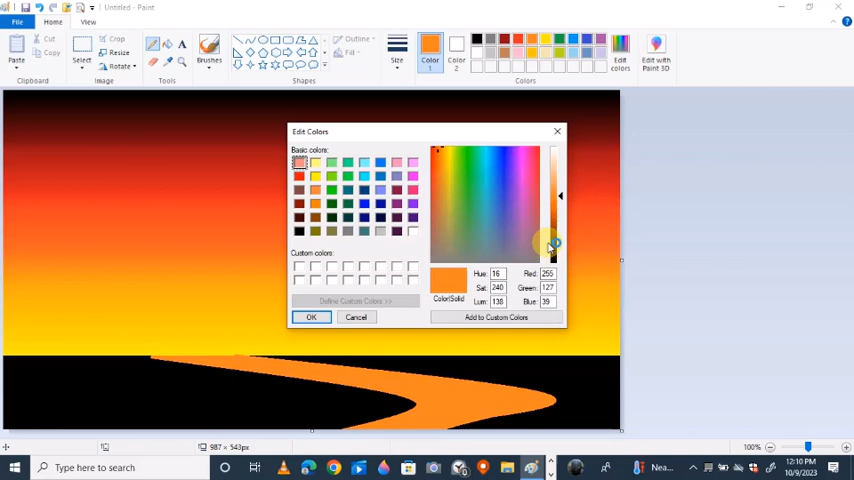 Untitled - Paint
File
Home
View
Paste
Cut
Copy
Clipboard
Select
Crop
Resize
Rotate
Image
A
Tools
Brushes
Outline
Fill
Shapes
Size
Color
1
Color
2
Edit
colors
Colors
Edit with
Paint 3D
Edit Colors
Basic colors:
Custom colors:
Define Custom Colors >>
OK
Cancel
Color|Solid
Hue: 16
Sat: 240
Lum: 138
Red: 255
Green: 127
Blue: 39
Add to Custom Colors
987 × 543px
100%
Type here to search
Nea...
12:10 PM
10/9/2023